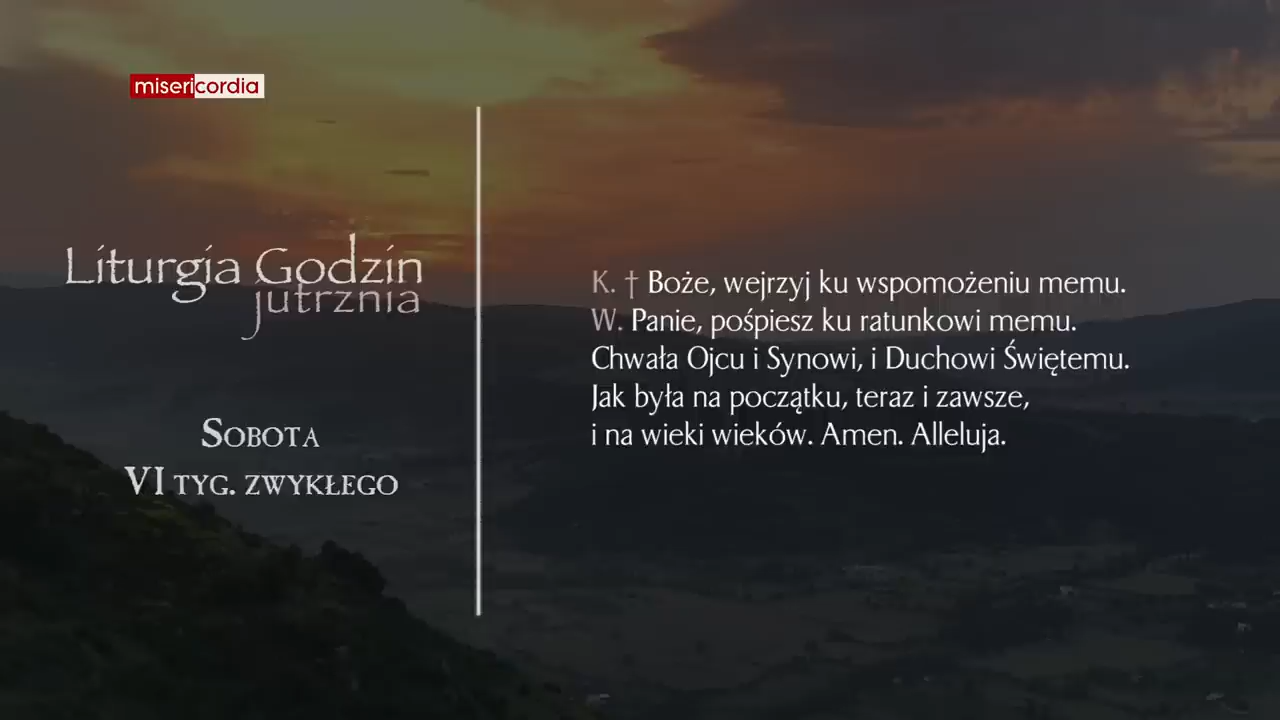 misericordia
Liturgia Godzin
jutrznia
Sobota
VI tyg. zwykłego
K. † Boże, wejrzyj ku wspomożeniu memu.
W. Panie, pośpiesz ku ratunkowi memu.
Chwała Ojcu i Synowi, i Duchowi Świętemu.
Jak była na początku, teraz i zawsze,
i na wieki wieków. Amen. Alleluja.